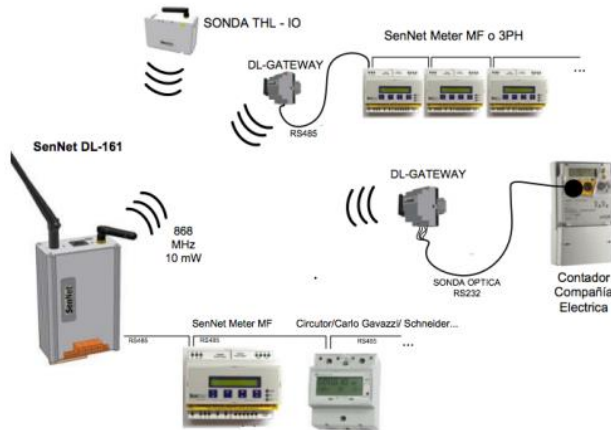 SONDA THL - IO
SenNet Meter MF o 3PH
DL-GATEWAY
...
RS485
SenNet DL-161
DL-GATEWAY
868
MHz
10 mW
SONDA OPTICA
RS232
Contador
Compañía
Electrica
SenNet
SenNet Meter MF
Circutor/Carlo Gavazzi/ Schneider...
RS485
RS485
RS485
...